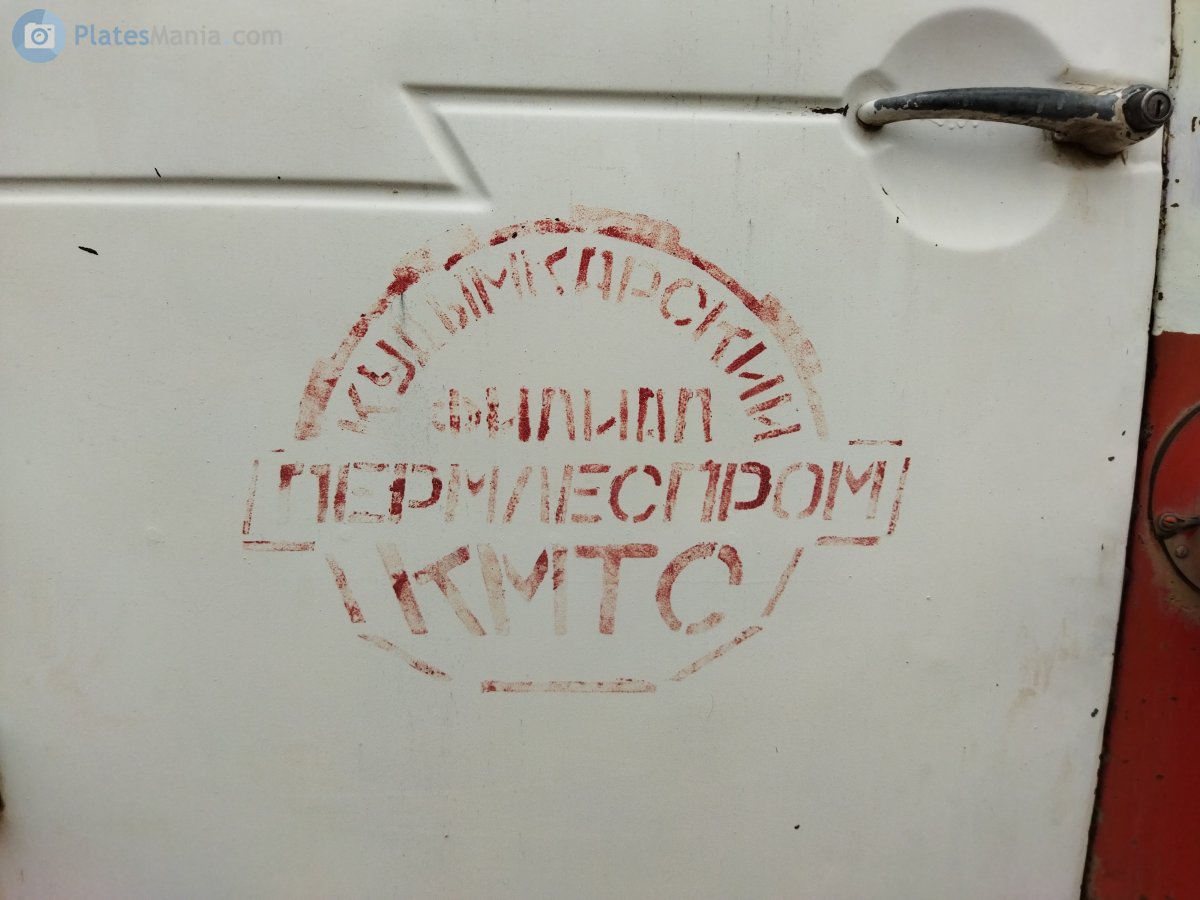 PlatesMania.com
КУДЫМКАРСКИЙ
ФИЛИАЛ
ПЕРМЛЕСПРОМ
КМТС